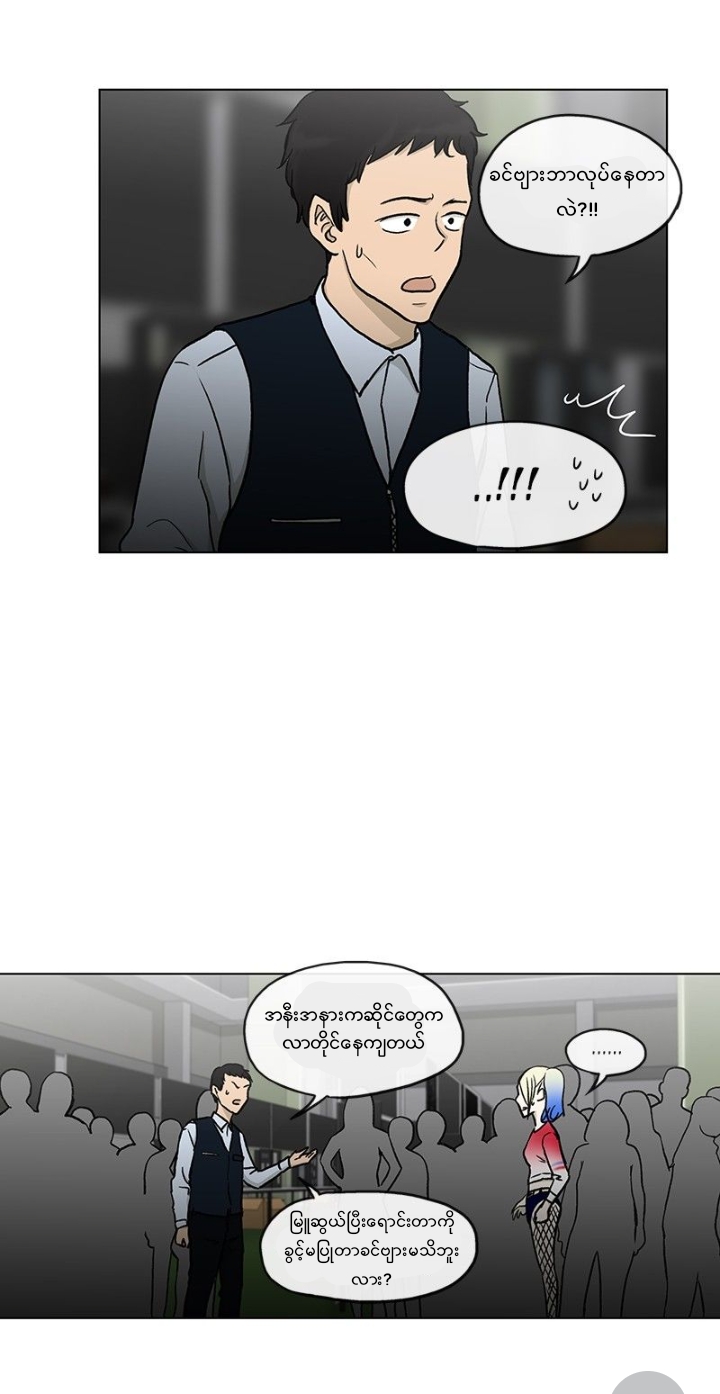 ခင်ဗျားဘာလုပ်နေတာ
လဲ?!!
..!!!
အနီးအနားကဆိုင်တွေက
လာတိုင်နေကျတယ်
......
မြူဆွယ်ပြီးရောင်းတာကို
ခွင့်မပြုတာခင်ဗျားမသိဘူး
လား?